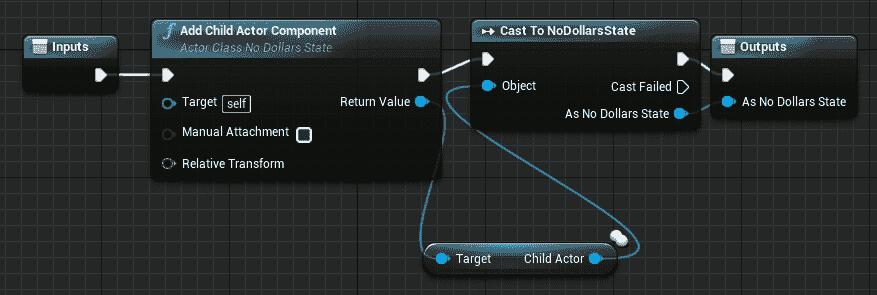 Inputs
f Add Child Actor Component
Actor Class No Dollars State
Target self
Return Value
Manual Attachment
Relative Transform
Cast To NoDollarsState
Object
Cast Failed
As No Dollars State
Outputs
As No Dollars State
Target
Child Actor